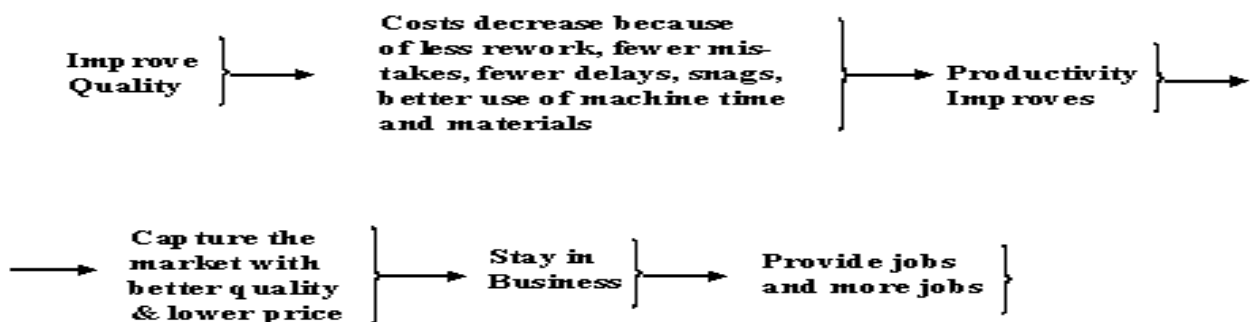 Improve
Quality
Costs decrease because
of less rework, fewer mis-
takes, fewer delays, snags,
better use of machine time
and materials
Productivity
Improves
Capture the
market with
better quality
& lower price
Stay in
Business
Provide jobs
and more jobs